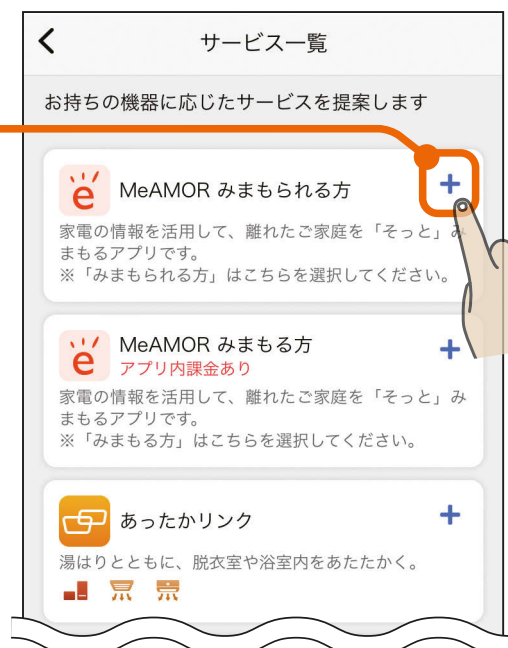 サービス一覧
お持ちの機器に応じたサービスを提案します
MeAMOR みまもられる方
家電の情報を活用して、離れたご家庭を「そっと」み
まもるアプリです。
※「みまもられる方」はこちらを選択してください。
MeAMOR みまもる方
アプリ内課金あり
家電の情報を活用して、離れたご家庭を「そっと」み
まもるアプリです。
※「みまもる方」はこちらを選択してください。
あったかリンク
湯はりとともに、脱衣室や浴室内をあたたかく。